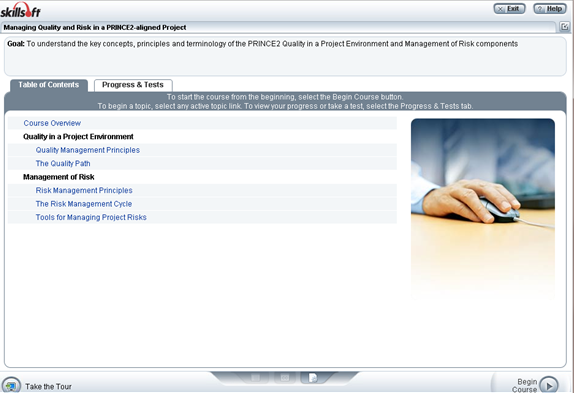 skillsoft
Exit
Help
Managing Quality and Risk in a PRINCE2-aligned Project
Goal: To understand the key concepts, principles and terminology of the PRINCE2 Quality in a Project Environment and Management of Risk components
Table of Contents
Progress & Tests
To start the course from the beginning, select the Begin Course button.
To begin a topic, select any active topic link. To view your progress or take a test, select the Progress & Tests tab.
Course Overview
Quality in a Project Environment
Quality Management Principles
The Quality Path
Management of Risk
Risk Management Principles
The Risk Management Cycle
Tools for Managing Project Risks
Take the Tour
Begin
Course